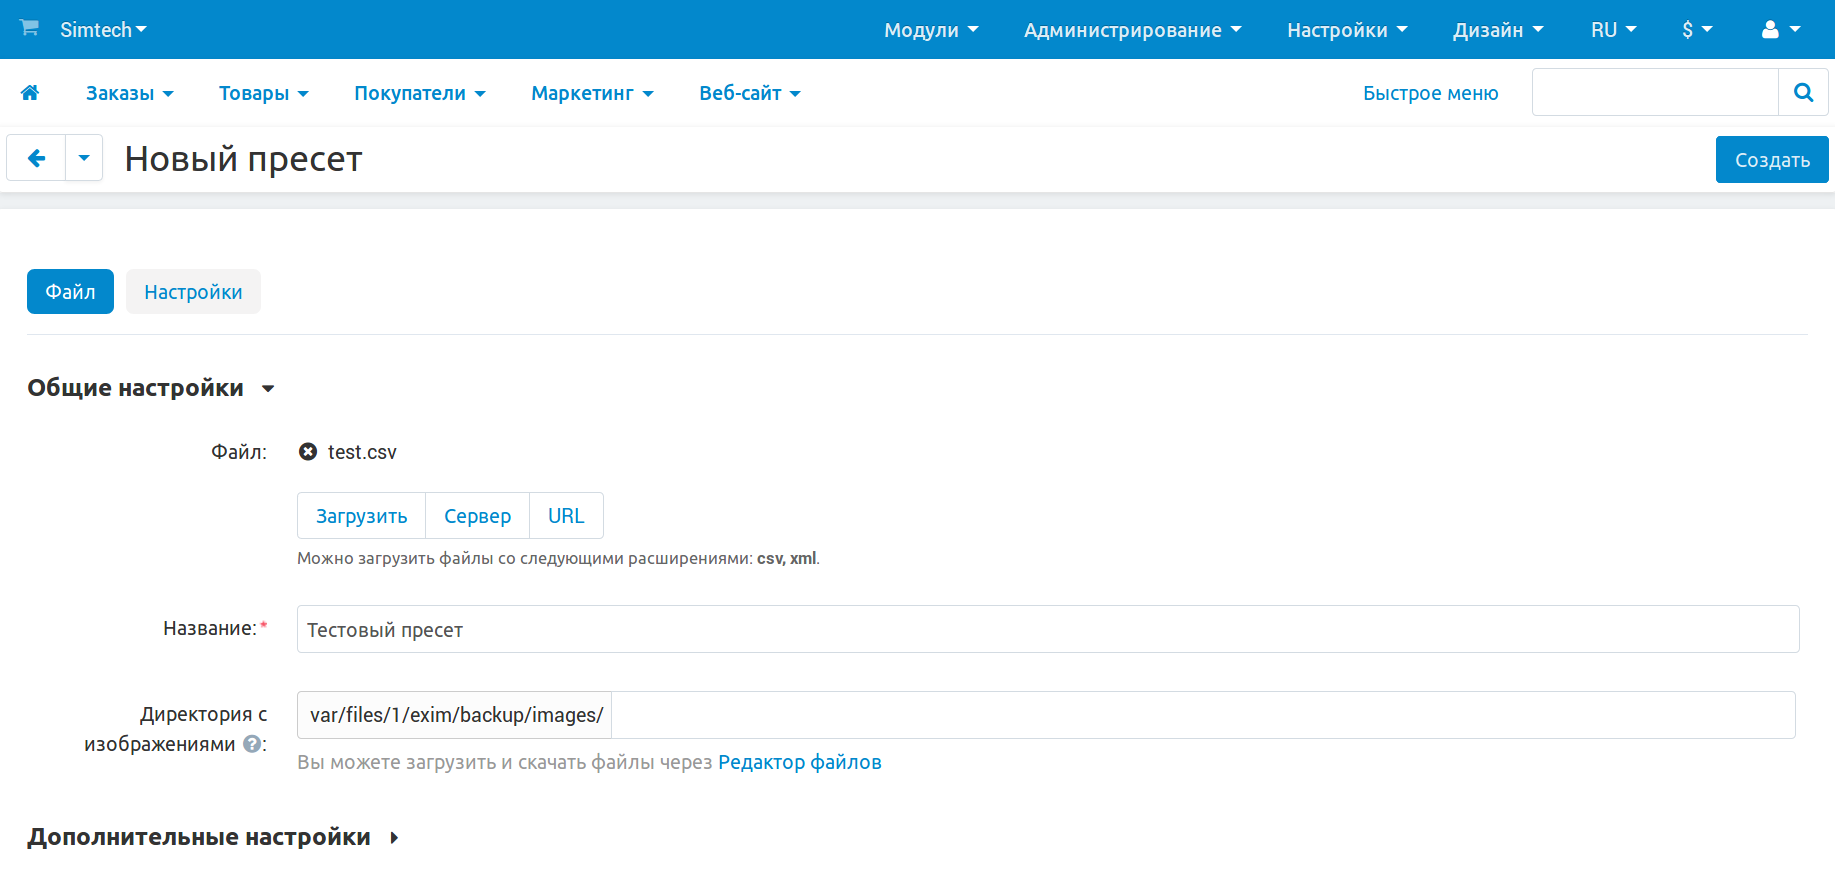 Simtech
Модули Администрирование Настройки Дизайн RU $
Заказы Товары Покупатели Маркетинг Веб-сайт Быстрое меню
Новый пресет Создать
Файл Настройки
Общие настройки
Файл: test.csv
Загрузить Сервер URL
Можно загрузить файлы со следующими расширениями: csv, xml.
Название:* Тестовый пресет
Директория с
изображениями ?:
var/files/1/exim/backup/images/
Вы можете загрузить и скачать файлы через Редактор файлов
Дополнительные настройки